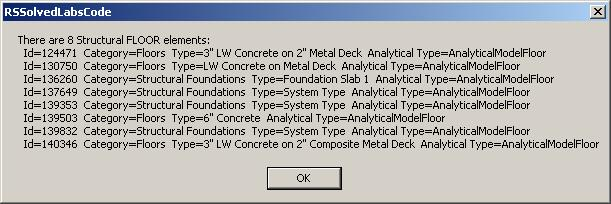 RSSolvedLabsCode
There are 8 Structural FLOOR elements:
Id=124471 Category=Floors Type=3" LW Concrete on 2" Metal Deck Analytical Type=AnalyticalModelFloor
Id=130750 Category=Floors Type=LW Concrete on Metal Deck Analytical Type=AnalyticalModelFloor
Id=136260 Category=Structural Foundations Type=Foundation Slab 1 Analytical Type=AnalyticalModelFloor
Id=137649 Category=Structural Foundations Type=System Type Analytical Type=AnalyticalModelFloor
Id=139353 Category=Structural Foundations Type=System Type Analytical Type=AnalyticalModelFloor
Id=139503 Category=Floors Type=6" Concrete Analytical Type=AnalyticalModelFloor
Id=139832 Category=Structural Foundations Type=System Type Analytical Type=AnalyticalModelFloor
Id=140346 Category=Floors Type=3" LW Concrete on 2" Composite Metal Deck Analytical Type=AnalyticalModelFloor
OK